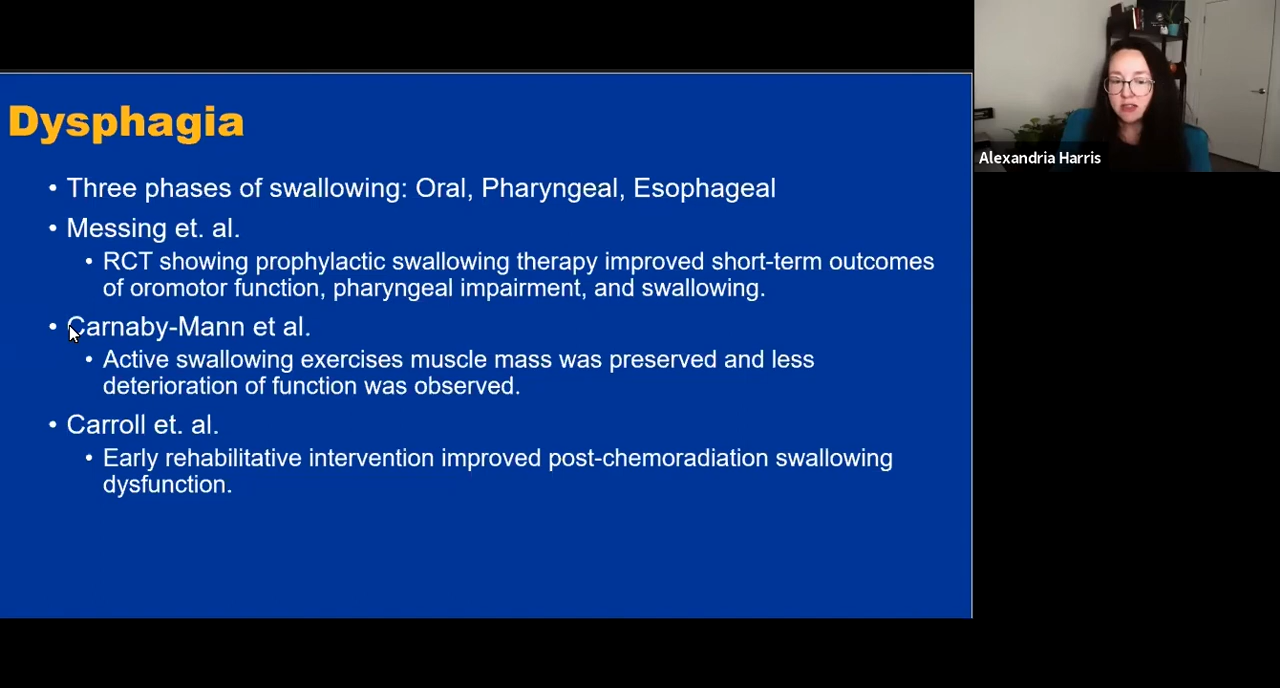 Dysphagia
• Three phases of swallowing: Oral, Pharyngeal, Esophageal
• Messing et. al.
• RCT showing prophylactic swallowing therapy improved short-term outcomes
of oromotor function, pharyngeal impairment, and swallowing.
• Carnaby-Mann et al.
• Active swallowing exercises muscle mass was preserved and less
deterioration of function was observed.
• Carroll et. al.
• Early rehabilitative intervention improved post-chemoradiation swallowing
dysfunction.
Alexandria Harris